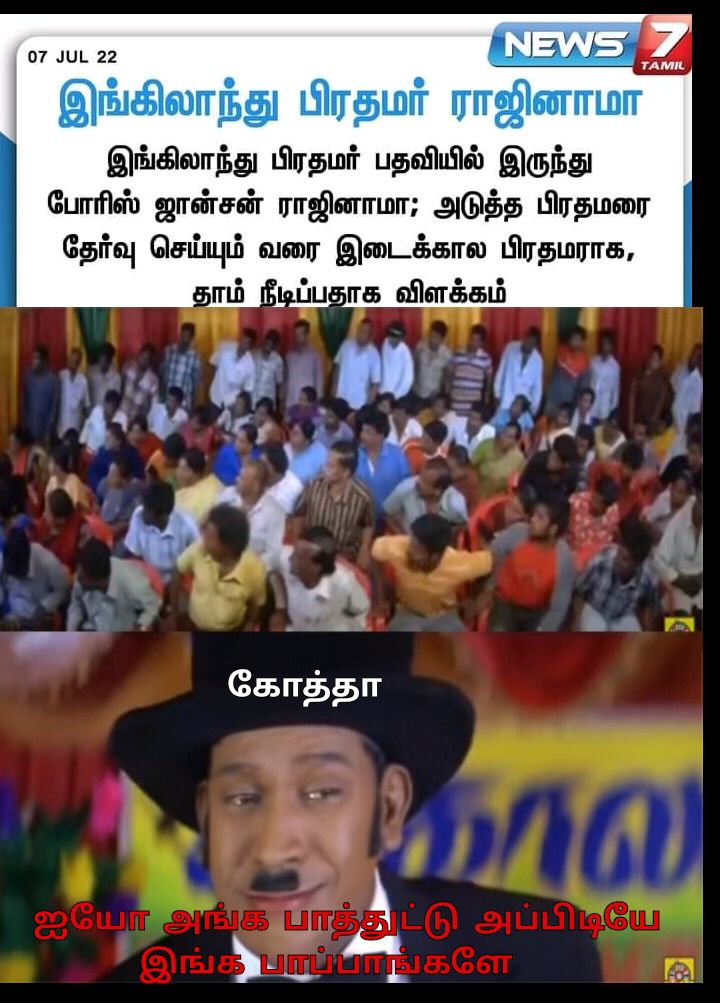 NEWS 7
TAMIL
07 JUL 22
இங்கிலாந்து பிரதமர் ராஜினாமா
இங்கிலாந்து பிரதமர் பதவியில் இருந்து
போரிஸ் ஜான்சன் ராஜினாமா; அடுத்த பிரதமரை
தேர்வு செய்யும் வரை இடைக்கால பிரதமராக,
தாம் நீடிப்பதாக விளக்கம்
கோத்தா
ஐயோ அங்க பாத்துட்டு அப்பிடியே
இங்க பாப்பாங்களே